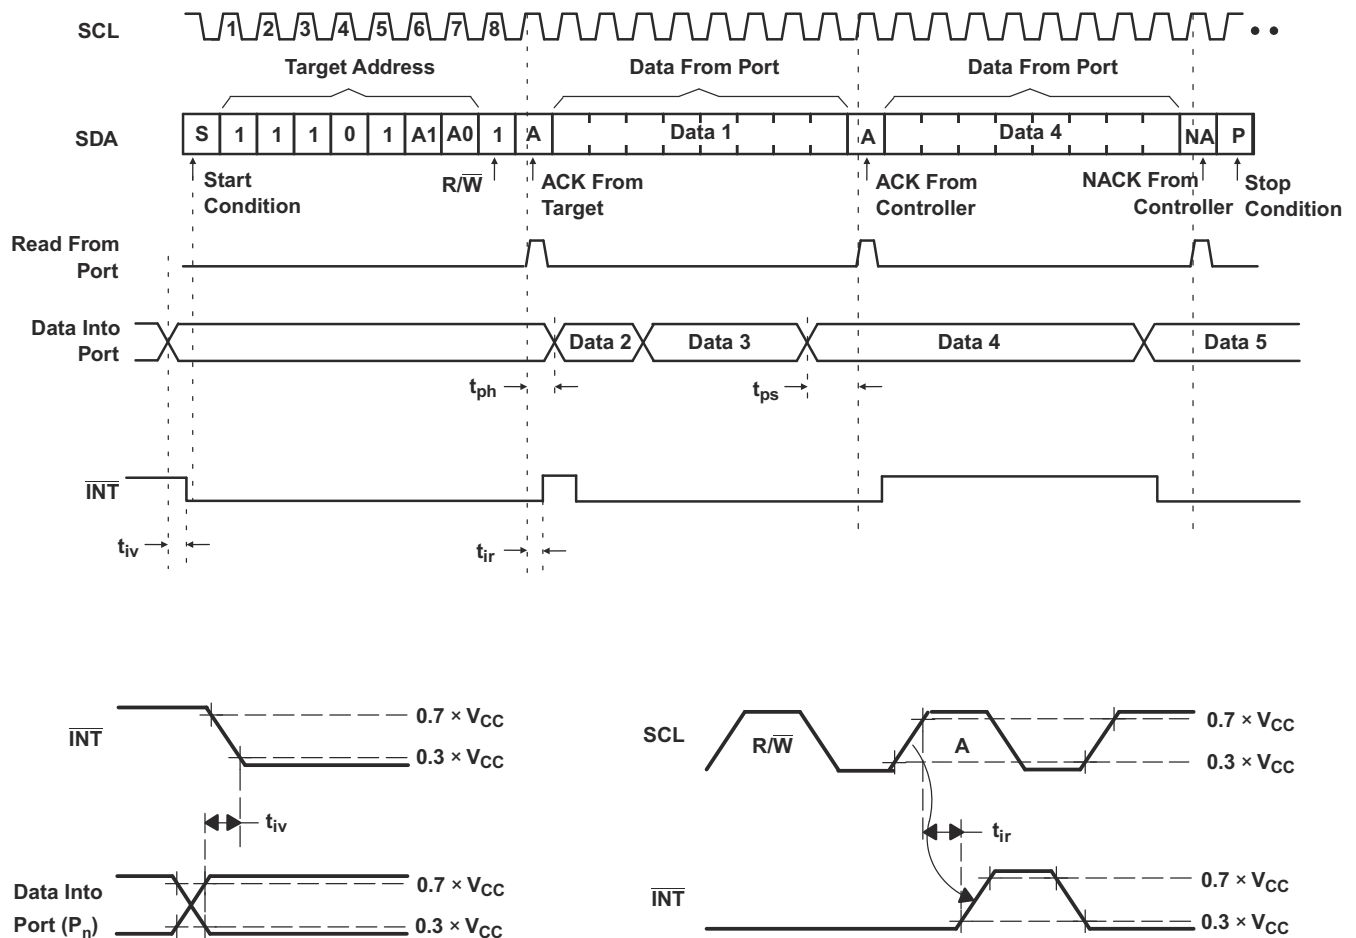 SCL 1 2 3 4 5 6 7 8
Target Address Data From Port Data From Port
SDA S 1 1 1 0 1 A1 A0 1 A Data 1 A Data 4 NA P
Start Condition
R/W̅
ACK From Target
ACK From Controller
NACK From Controller
Stop Condition
Read From Port
Data Into Port
Data 2 Data 3 Data 4 Data 5
tph tps
I̅N̅T̅
tiv tir
I̅N̅T̅
0.7 × VCC
0.3 × VCC
tiv
Data Into Port (Pn)
0.7 × VCC
0.3 × VCC
SCL R/W̅ A
0.7 × VCC
0.3 × VCC
tir
I̅N̅T̅
0.7 × VCC
0.3 × VCC